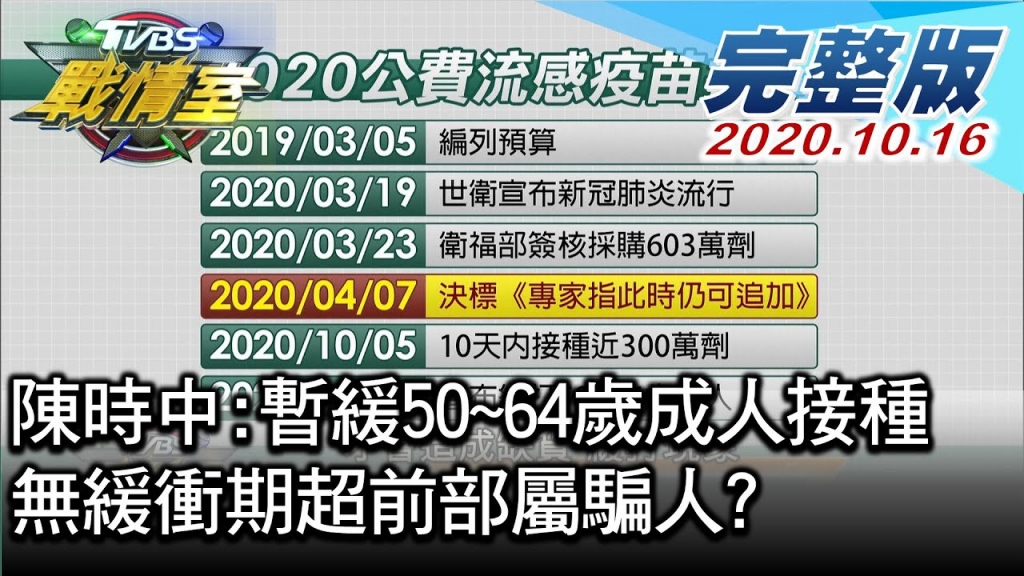 TVBS
戰情室
2020公費流感疫苗
完整版
2020.10.16
2019/03/05 編列預算
2020/03/19 世衛宣布新冠肺炎流行
2020/03/23 衛福部簽核採購603萬劑
2020/04/07 決標《專家指此時仍可追加》
2020/10/05 10天內接種近300萬劑
陳時中:暫緩50~64歲成人接種
無緩衝期超前部屬騙人?